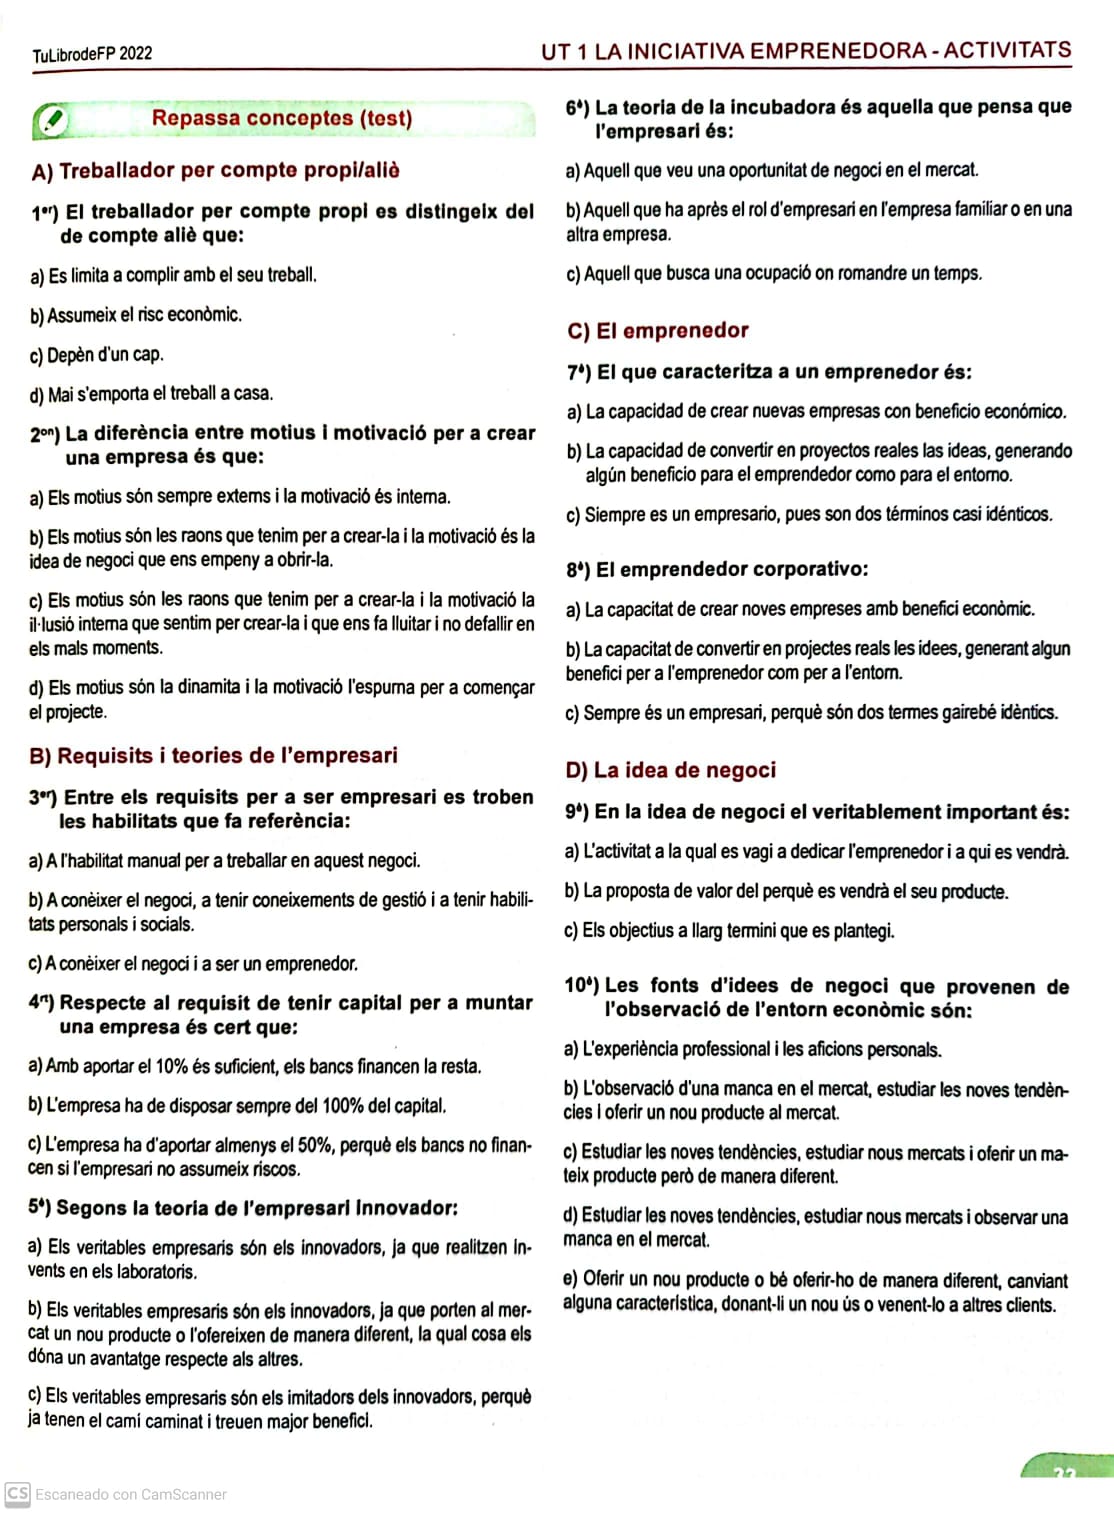 TuLibrodeFP 2022
UT 1 LA INICIATIVA EMPRENEDORA - ACTIVITATS
Repassa conceptes (test)
A) Treballador per compte propi/aliè
1er) El treballador per compte propi es distingeix del
de compte aliè que:
a) Es limita a complir amb el seu treball.
b) Assumeix el risc econòmic.
c) Depèn d'un cap.
d) Mai s'emporta el treball a casa.
2on) La diferència entre motius i motivació per a crear
una empresa és que:
a) Els motius són sempre externs i la motivació és interna.
b) Els motius són les raons que tenim per a crear-la i la motivació és la
idea de negoci que ens empeny a obrir-la.
c) Els motius són les raons que tenim per a crear-la i la motivació la
il·lusió interna que sentim per crear-la i que ens fa lluitar i no defallir en
els mals moments.
d) Els motius són la dinamita i la motivació l'espurna per a començar
el projecte.
B) Requisits i teories de l'empresari
3er) Entre els requisits per a ser empresari es troben
les habilitats que fa referència:
a) A l'habilitat manual per a treballar en aquest negoci.
b) A conèixer el negoci, a tenir coneixements de gestió i a tenir habili-
tats personals i socials.
c) A conèixer el negoci i a ser un emprenedor.
4rt) Respecte al requisit de tenir capital per a muntar
una empresa és cert que:
a) Amb aportar el 10% és suficient, els bancs financen la resta.
b) L'empresa ha de disposar sempre del 100% del capital.
c) L'empresa ha d'aportar almenys el 50%, perquè els bancs no finan-
cen si l'empresari no assumeix riscos.
5è) Segons la teoria de l'empresari Innovador:
a) Els veritables empresaris són els innovadors, ja que realitzen in-
vents en els laboratoris.
b) Els veritables empresaris són els innovadors, ja que porten al mer-
cat un nou producte o l'ofereixen de manera diferent, la qual cosa els
dóna un avantatge respecte als altres.
c) Els veritables empresaris són els imitadors dels innovadors, perquè
ja tenen el camí caminat i treuen major benefici.
6è) La teoria de la incubadora és aquella que pensa que
l'empresari és:
a) Aquell que veu una oportunitat de negoci en el mercat.
b) Aquell que ha après el rol d'empresari en l'empresa familiar o en una
altra empresa.
c) Aquell que busca una ocupació on romandre un temps.
C) El emprenedor
7è) El que caracteritza a un emprenedor és:
a) La capacidad de crear nuevas empresas con beneficio económico.
b) La capacidad de convertir en proyectos reales las ideas, generando
algún beneficio para el emprendedor como para el entorno.
c) Siempre es un empresario, pues son dos términos casi idénticos.
8è) El emprendedor corporativo:
a) La capacitat de crear noves empreses amb benefici econòmic.
b) La capacitat de convertir en projectes reals les idees, generant algun
benefici per a l'emprenedor com per a l'entorn.
c) Sempre és un empresari, perquè són dos termes gairebé idèntics.
D) La idea de negoci
9è) En la idea de negoci el veritablement important és:
a) L'activitat a la qual es vagi a dedicar l'emprenedor i a qui es vendrà.
b) La proposta de valor del perquè es vendrà el seu producte.
c) Els objectius a llarg termini que es plantegi.
10è) Les fonts d'idees de negoci que provenen de
l'observació de l'entorn econòmic són:
a) L'experiència professional i les aficions personals.
b) L'observació d'una manca en el mercat, estudiar les noves tendèn-
cies i oferir un nou producte al mercat.
c) Estudiar les noves tendències, estudiar nous mercats i oferir un ma-
teix producte però de manera diferent.
d) Estudiar les noves tendències, estudiar nous mercats i observar una
manca en el mercat.
e) Oferir un nou producte o bé oferir-ho de manera diferent, canviant
alguna característica, donant-li un nou ús o venent-lo a altres clients.
CS Escaneado con CamScanner